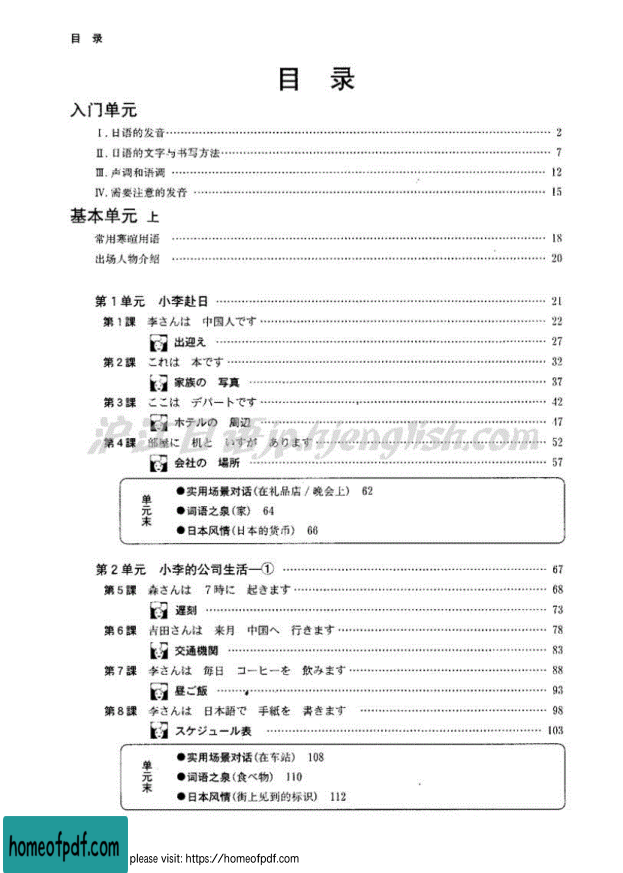 目 录
目 录
入门单元
Ⅰ. 日语的发音 2
Ⅱ. 日语的文字与书写方法 7
Ⅲ. 声调和语调 12
Ⅳ. 需要注意的发音 15
基本单元 上
常用寒暄用语 18
出场人物介绍 20
第1单元 小李赴日 21
第1課 李さんは 中国人です 22
出迎え 27
第2課 これは 本です 32
家族の 写真 37
第3課 ここは デパートです 42
ホテルの 周辺 47
沪江日语jp.hjenglish.com
第4課 部屋に 机と いすが あります 52
会社の 場所 57
单元末
●实用场景对话(在礼品店/晚会上) 62
●词语之泉(家) 64
●日本风情(日本的货币) 66
第2单元 小李的公司生活—① 67
第5課 森さんは 7時に 起きます 68
遅刻 73
第6課 吉田さんは 来月 中国へ 行きます 78
交通機関 83
第7課 李さんは 毎日 コーヒーを 飲みます 88
昼ご飯 93
第8課 李さんは 日本語で 手紙を 書きます 98
スケジュール表 103
单元末
●实用场景对话(在车站) 108
●词语之泉(食べ物) 110
●日本风情(街上见到的标识) 112
homeofpdf.com
please visit: https://homeofpdf.com